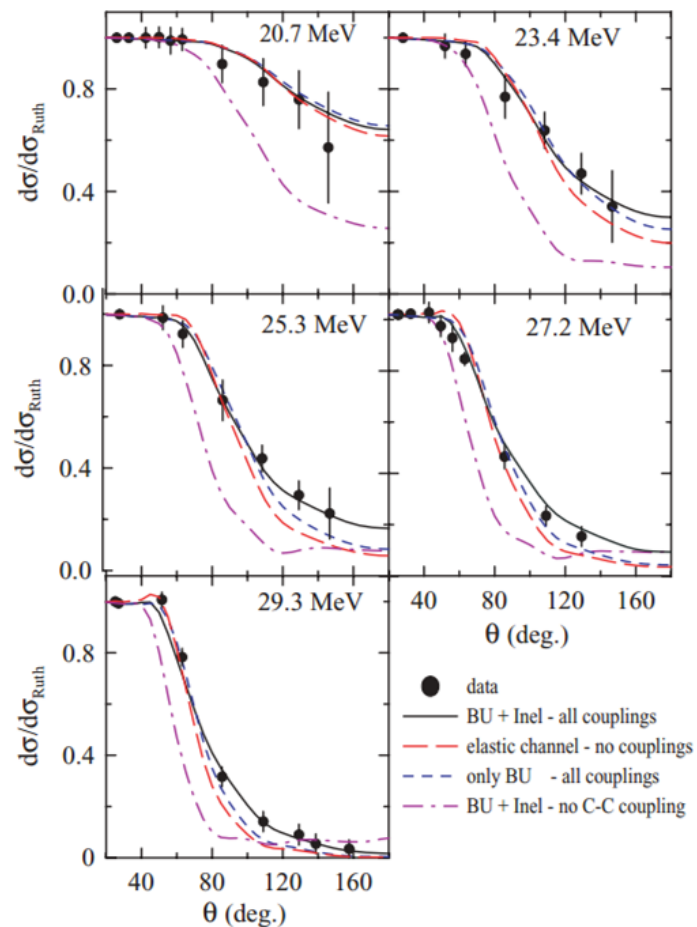 20.7 MeV
23.4 MeV
0.8
0.4
0.0
dσ/dσRuth
25.3 MeV
27.2 MeV
0.8
0.4
0.0
dσ/dσRuth
29.3 MeV
40 80 120 160
θ (deg.)
0.8
0.4
0
dσ/dσRuth
40 80 120 160
θ (deg.)
data
BU + Inel - all couplings
elastic channel - no couplings
only BU - all couplings
BU + Inel - no C-C coupling